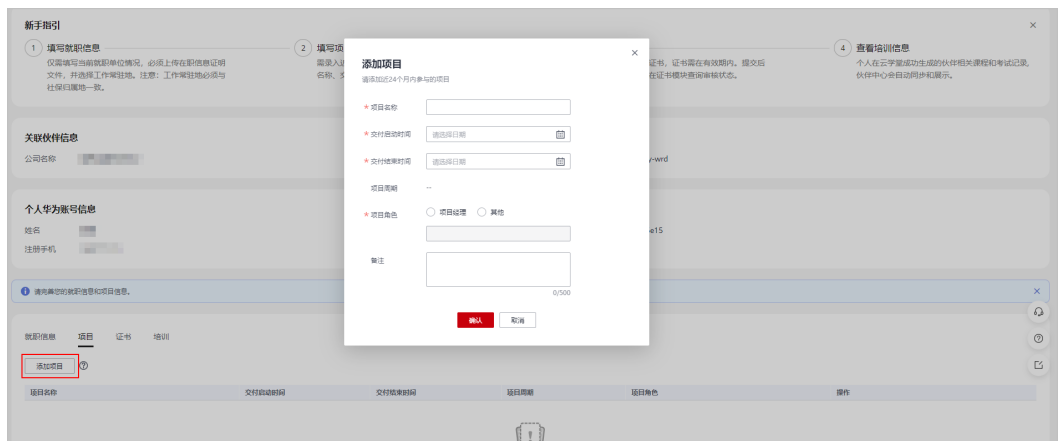 新手指引
1 填写就职信息
仅需填写当前就职单位情况，必须上传在职信息证明
文件，并选择工作常驻地。注意：工作常驻地必须与
社保归属地一致。
2 填写项
需录入
名称、
4 查看培训信息
证书，证书需在有效期内。提交后
在证书模块查询审核状态。
个人在云学堂成功生成的伙伴相关课程和考试记录，
伙伴中心会自动同步和展示。
关联伙伴信息
公司名称
y-wrd
个人华为账号信息
姓名
e15
注册手机
请完善您的就职信息和项目信息。
就职信息 项目 证书 培训
添加项目
项目名称 交付启动时间 交付结束时间 项目周期 项目角色 操作
添加项目
请添加近24个月内参与的项目
* 项目名称
* 交付启动时间 请选择日期
* 交付结束时间 请选择日期
项目周期 --
* 项目角色 项目经理 其他
备注
0/500
确认 取消